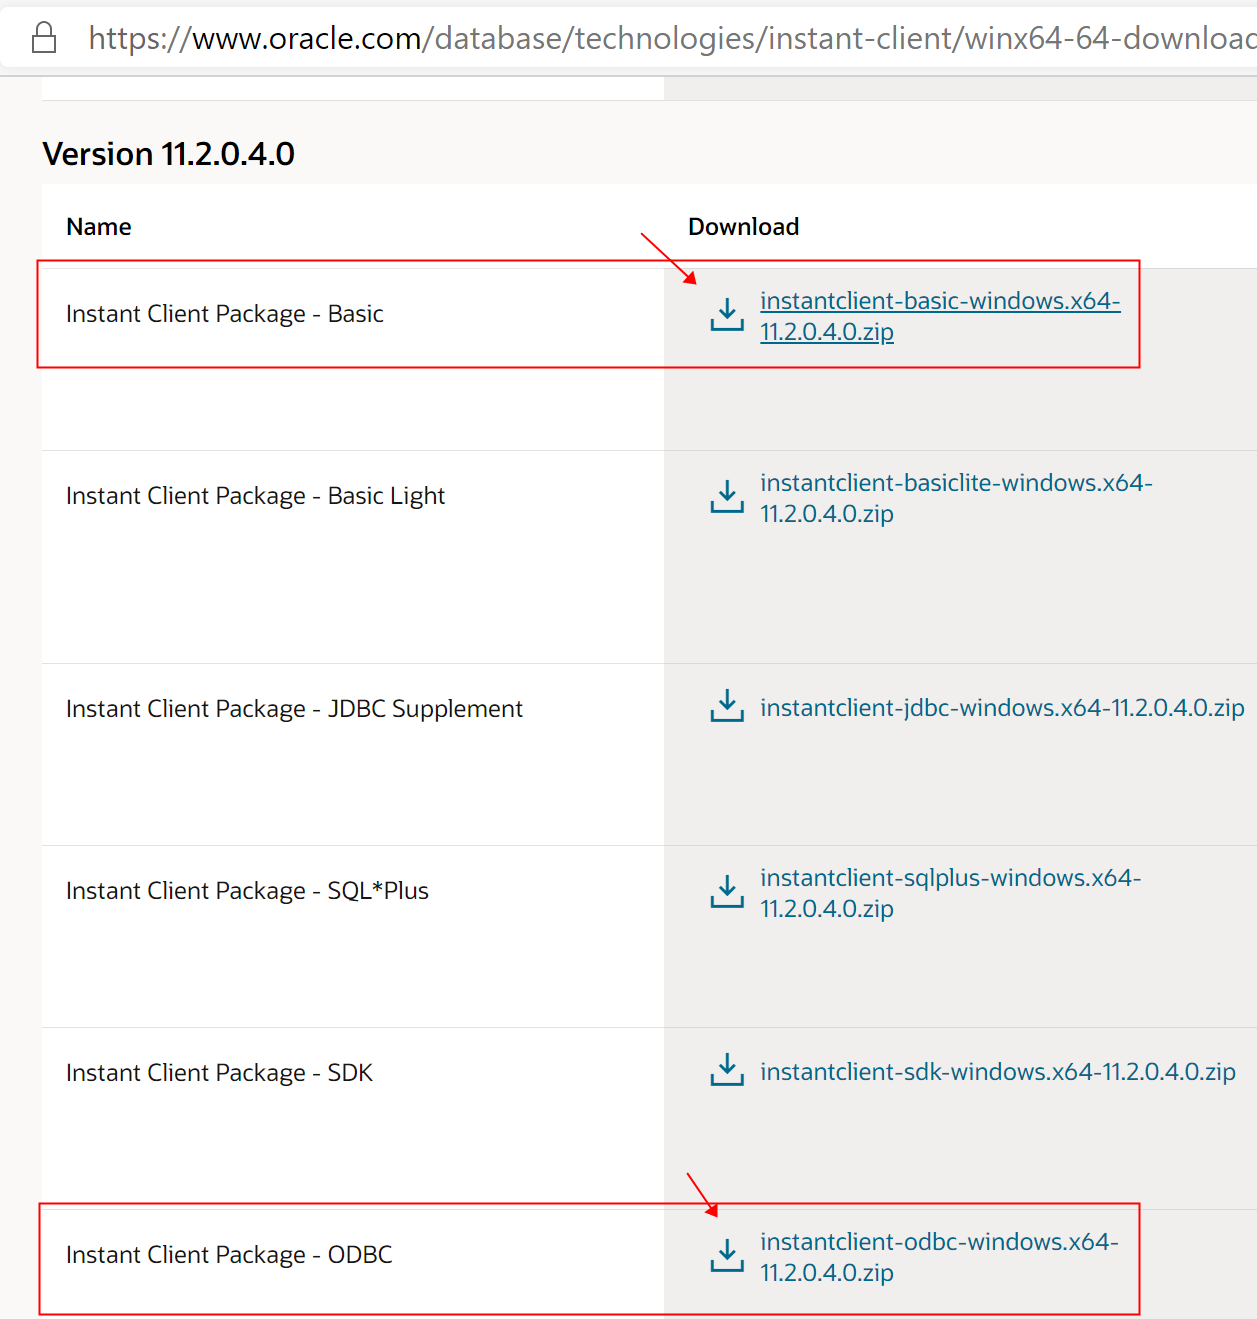 https://www.oracle.com/database/technologies/instant-client/winx64-64-download
Version 11.2.0.4.0
Name
Download
Instant Client Package - Basic
instantclient-basic-windows.x64-
11.2.0.4.0.zip
Instant Client Package - Basic Light
instantclient-basiclite-windows.x64-
11.2.0.4.0.zip
Instant Client Package - JDBC Supplement
instantclient-jdbc-windows.x64-11.2.0.4.0.zip
Instant Client Package - SQL*Plus
instantclient-sqlplus-windows.x64-
11.2.0.4.0.zip
Instant Client Package - SDK
instantclient-sdk-windows.x64-11.2.0.4.0.zip
Instant Client Package - ODBC
instantclient-odbc-windows.x64-
11.2.0.4.0.zip